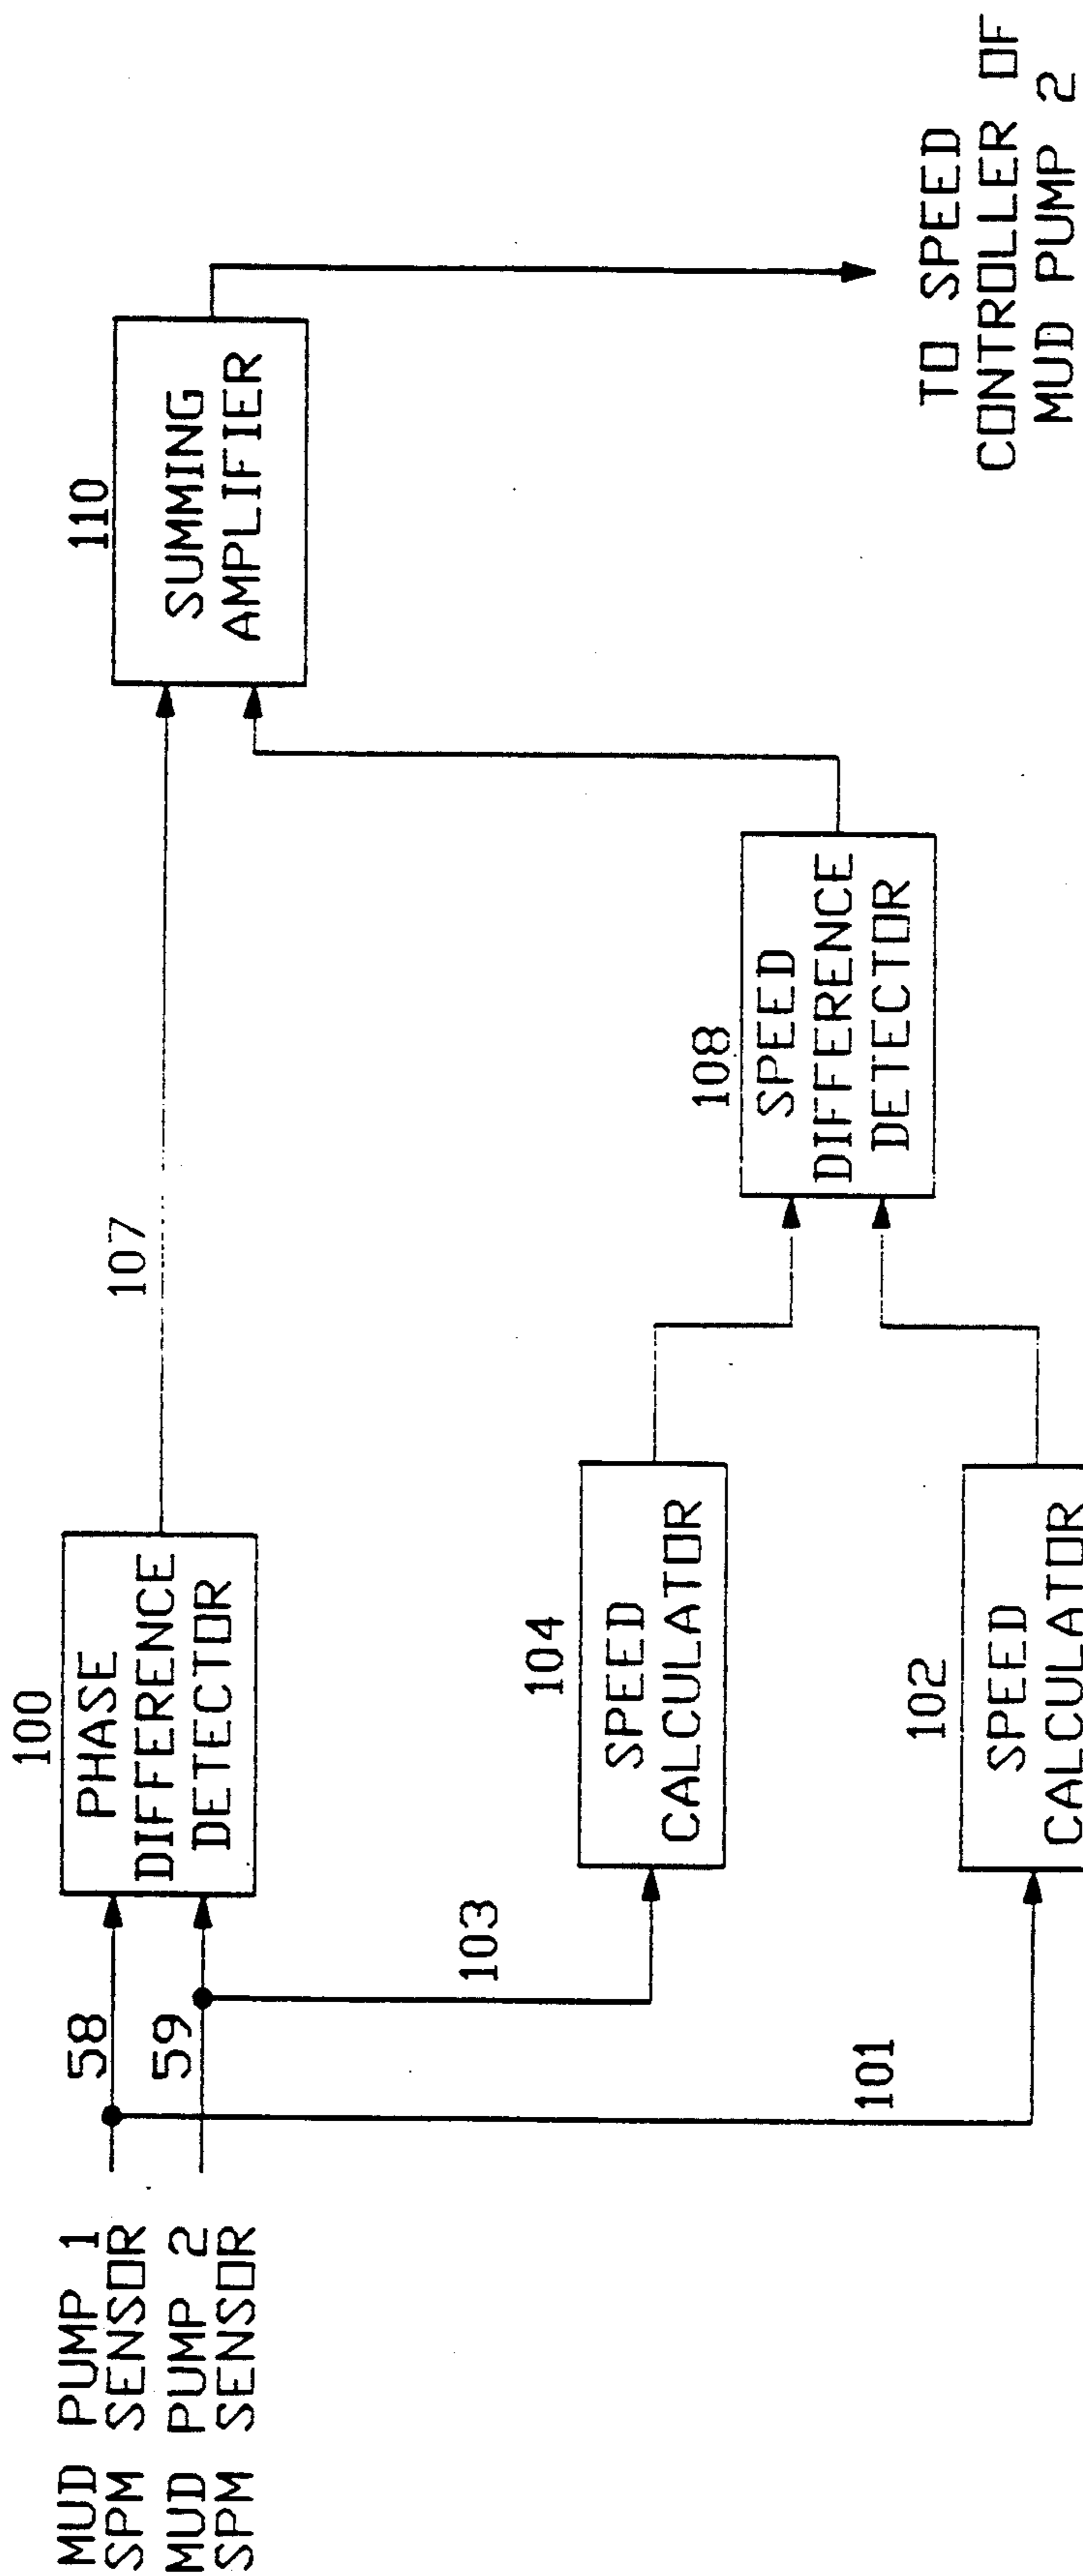 MUD PUMP 1
SPM SENSOR
MUD PUMP 2
SPM SENSOR
58
59
100
PHASE
DIFFERENCE
DETECTOR
107
110
SUMMING
AMPLIFIER
103
104
SPEED
CALCULATOR
108
SPEED
DIFFERENCE
DETECTOR
101
102
SPEED
CALCULATOR
TO SPEED
CONTROLLER OF
MUD PUMP 2